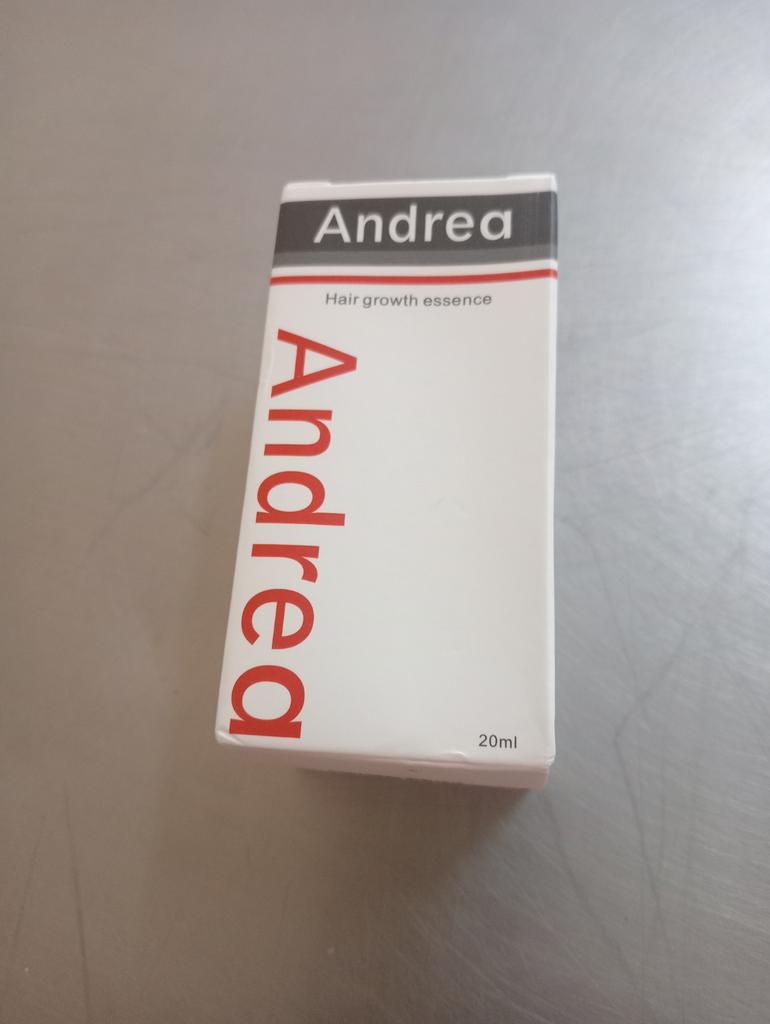 Andrea
Hair growth essence
Andrea
20ml